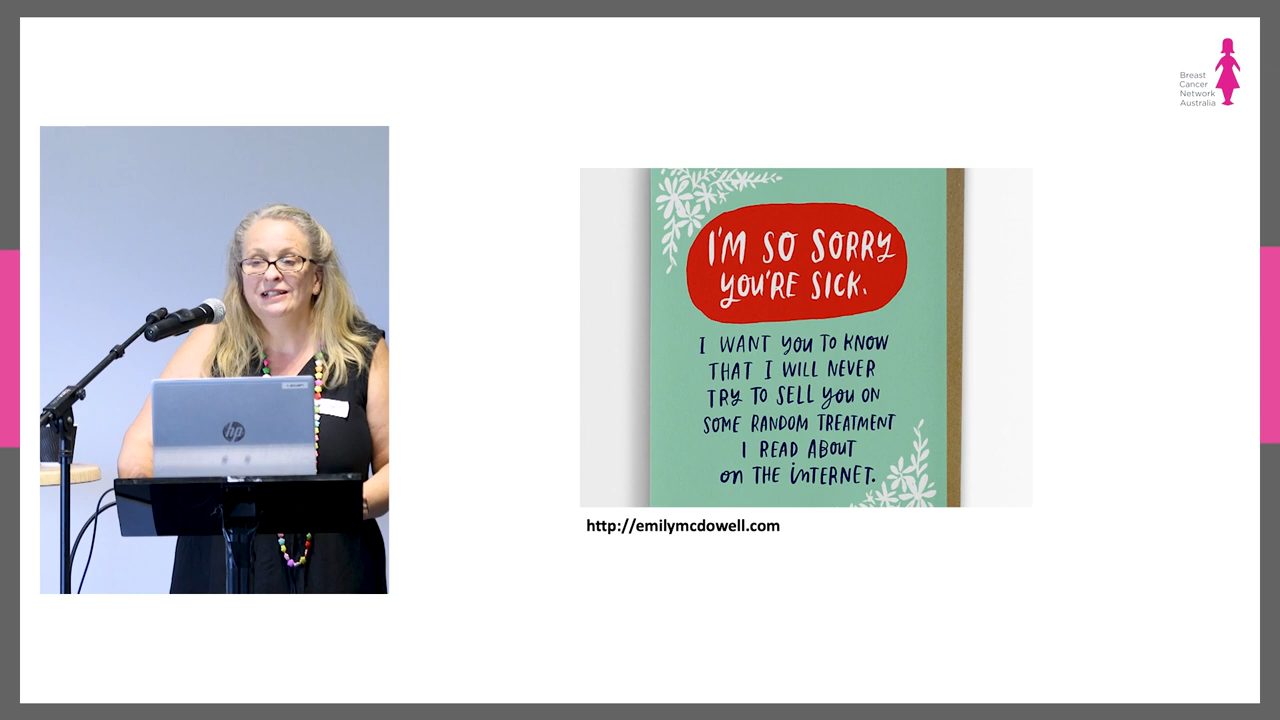 Breast
Cancer
Network
Australia
hp
I'M SO SORRY
YOU'RE SICK.
I WANT YOU TO KNOW
THAT I WILL NEVER
TRY TO SELL YOU ON
SOME RANDOM TREATMENT
I READ ABOUT
ON THE INTERNET.
http://emilymcdowell.com